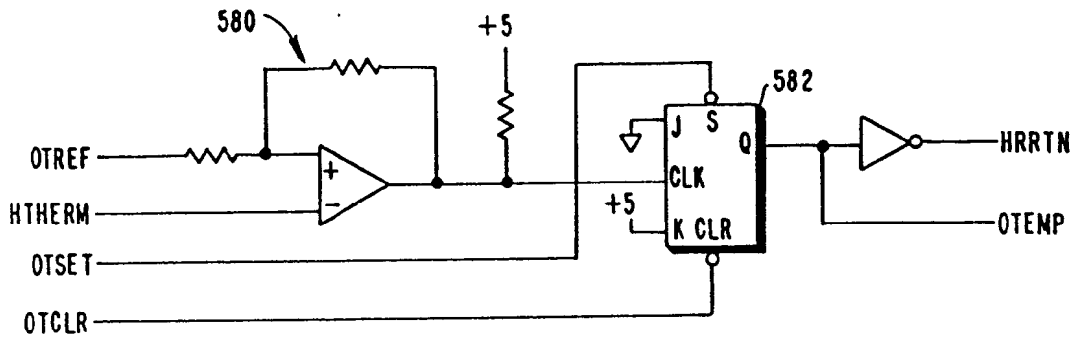 580
+5
582
J
S
Q
OTREF
+
HRRTN
CLK
HTHERM
-
+5
K CLR
OTEMP
OTSET
OTCLR